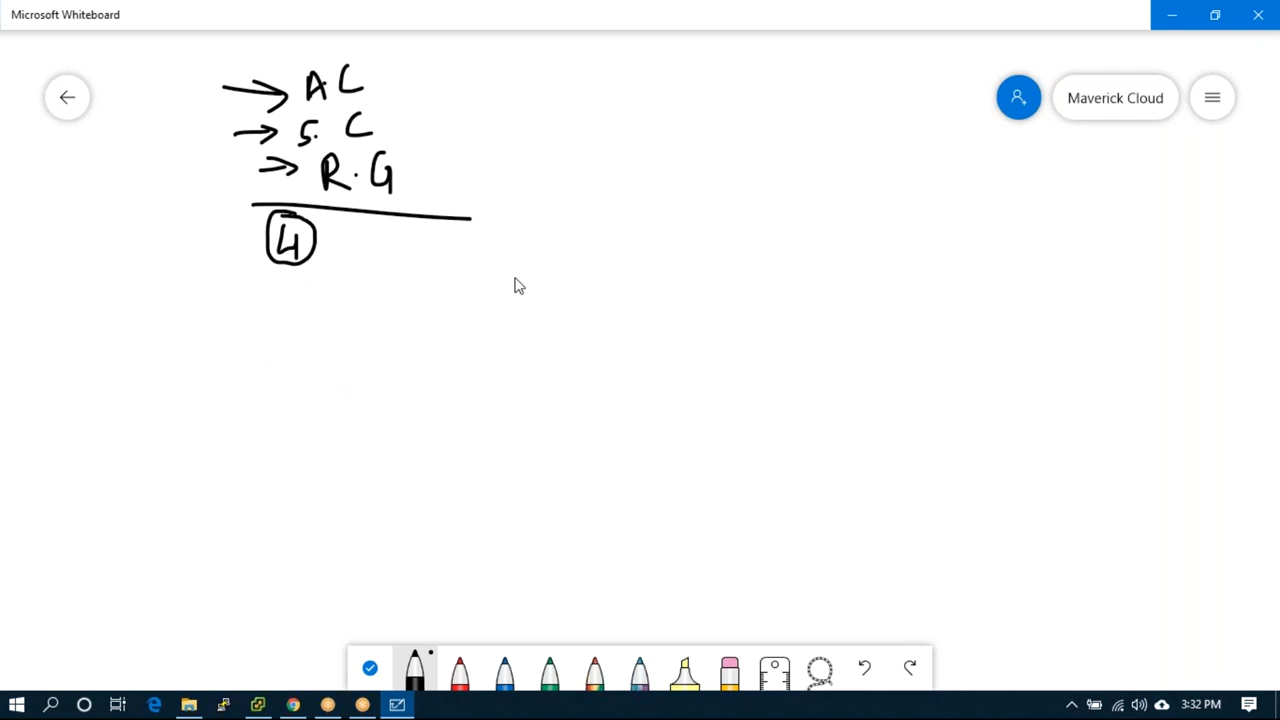 Microsoft Whiteboard
→ A.C
Maverick Cloud
→ S. C
→ R.G
4
3:32 PM